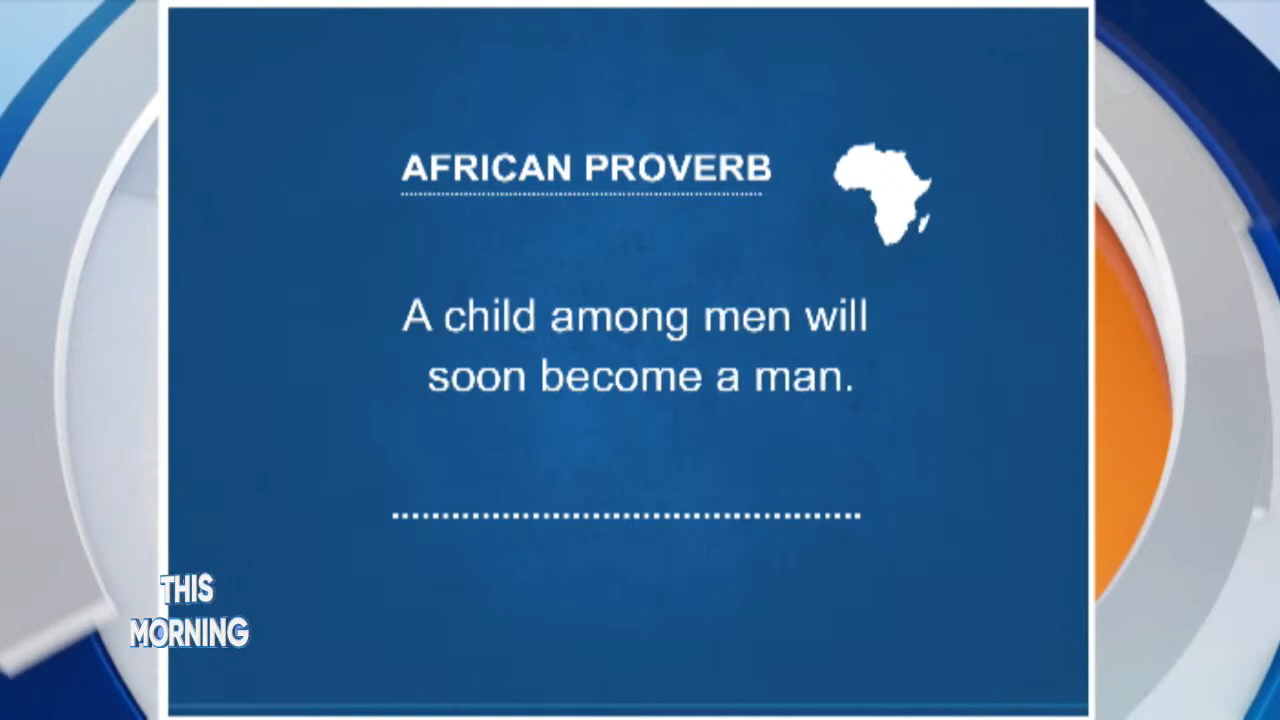 AFRICAN PROVERB
A child among men will
soon become a man.
THIS
MORNING